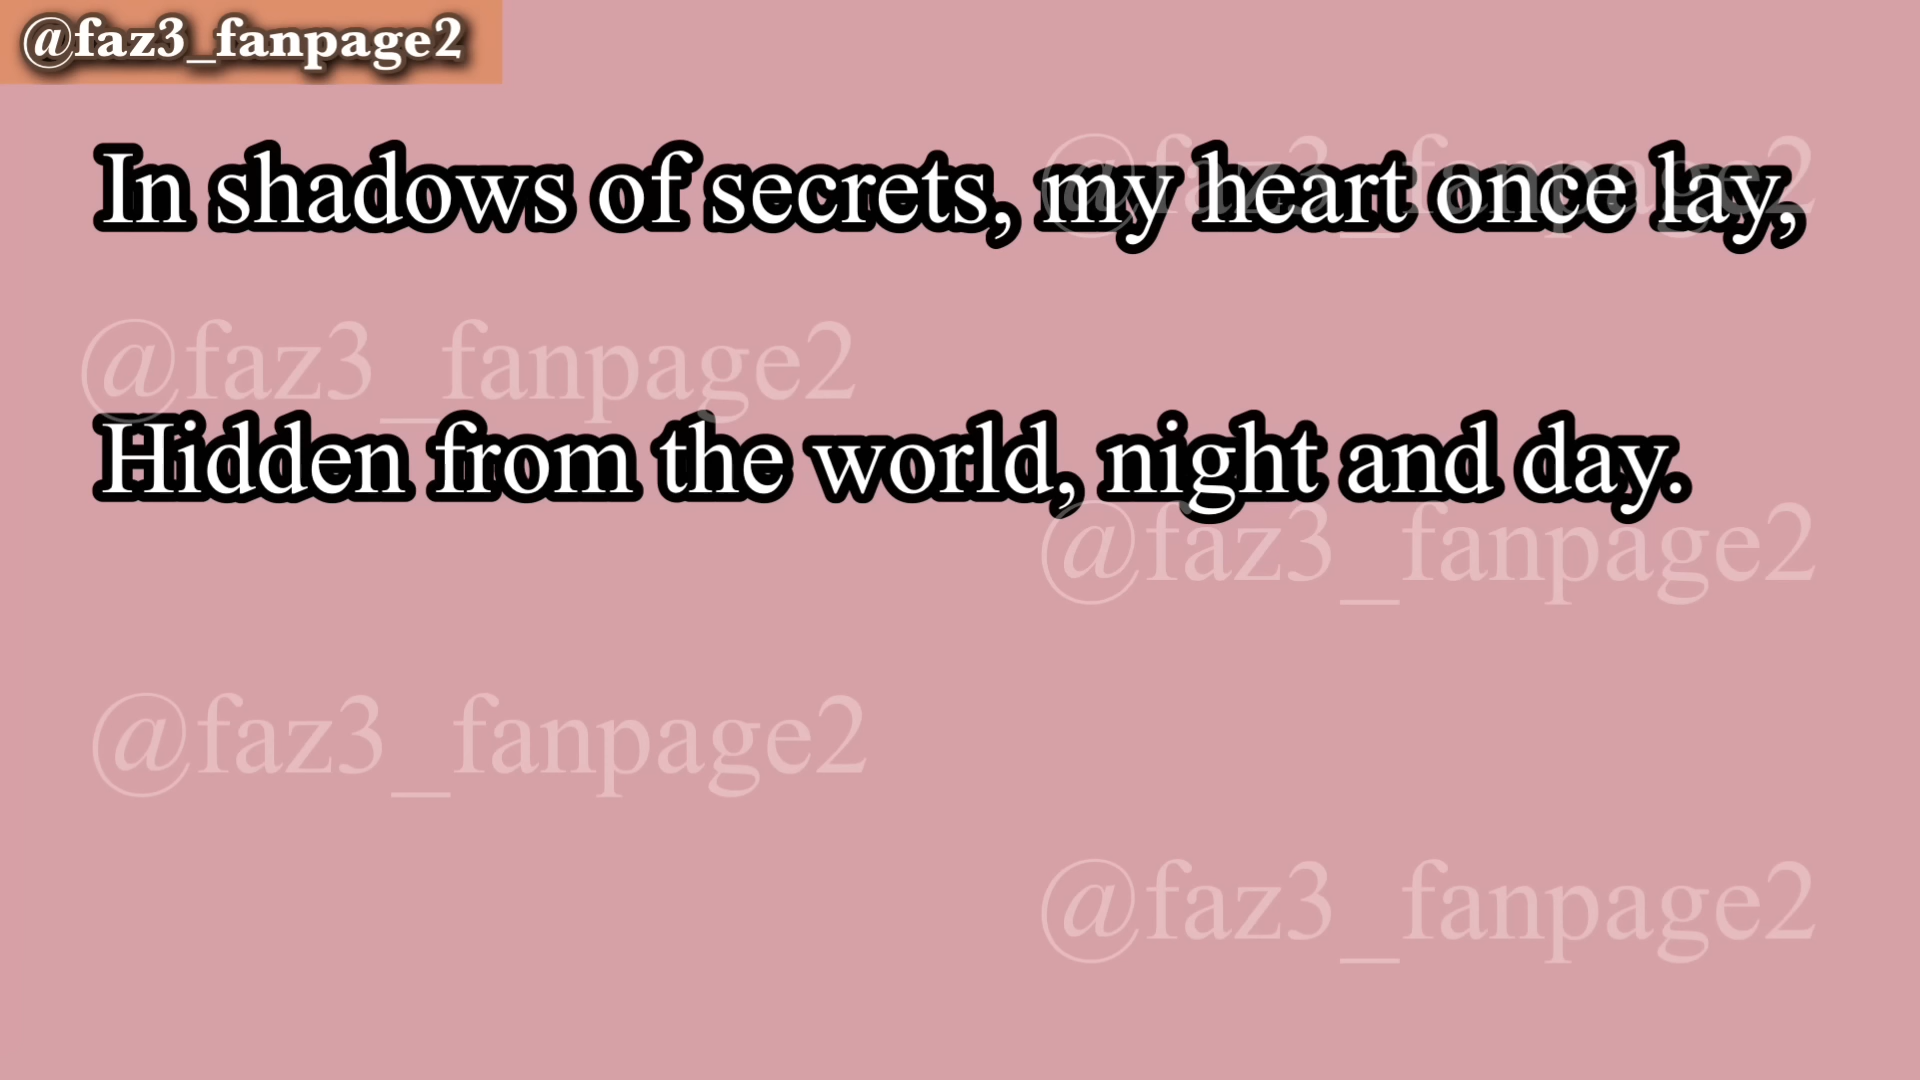 @faz3_fanpage2
In shadows of secrets, my heart once lay,
@faz3_fanpage2
@faz3_fanpage2
Hidden from the world, night and day.
@faz3_fanpage2
@faz3_fanpage2
@faz3_fanpage2